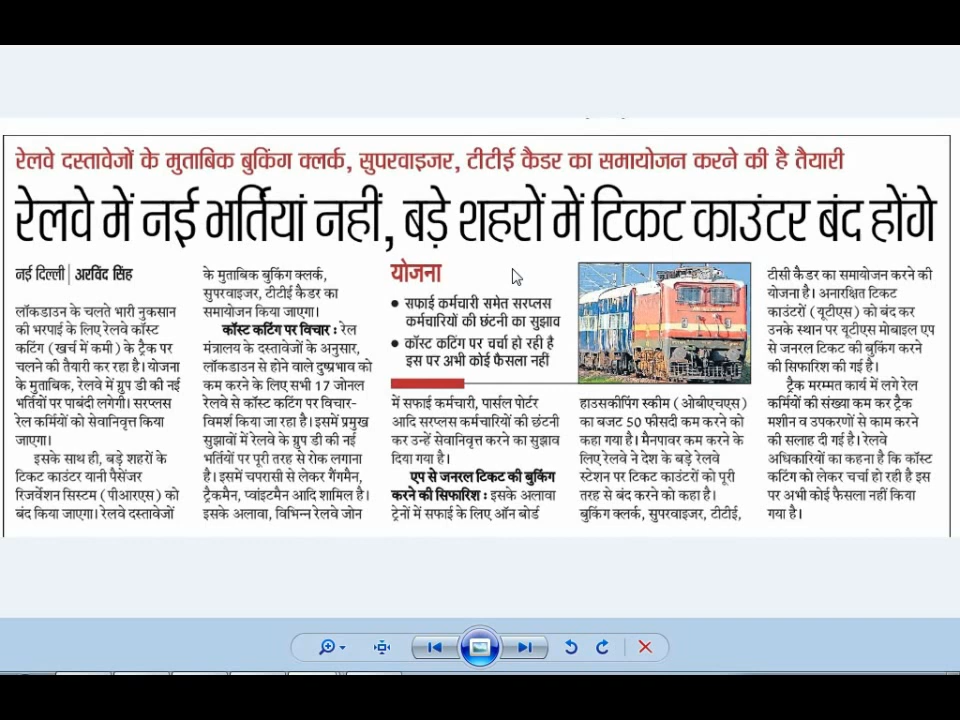 रेलवे दस्तावेजों के मुताबिक बुकिंग क्लर्क, सुपरवाइजर, टीटीई कैडर का समायोजन करने की है तैयारी
रेलवे में नई भर्तियां नहीं, बड़े शहरों में टिकट काउंटर बंद होंगे
नई दिल्ली | अरविंद सिंह
लॉकडाउन के चलते भारी नुकसान
की भरपाई के लिए रेलवे कॉस्ट
कटिंग (खर्च में कमी) के ट्रैक पर
चलने की तैयारी कर रहा है। योजना
के मुताबिक, रेलवे में ग्रुप डी की नई
भर्तियों पर पाबंदी लगेगी। सरप्लस
रेल कर्मियों को सेवानिवृत्त किया
जाएगा।
इसके साथ ही, बड़े शहरों के
टिकट काउंटर यानी पैसेंजर
रिजर्वेशन सिस्टम (पीआरएस) को
बंद किया जाएगा। रेलवे दस्तावेजों
के मुताबिक बुकिंग क्लर्क,
सुपरवाइजर, टीटीई कैडर का
समायोजन किया जाएगा।
कॉस्ट कटिंग पर विचार : रेल
मंत्रालय के दस्तावेजों के अनुसार,
लॉकडाउन से होने वाले दुष्प्रभाव को
कम करने के लिए सभी 17 जोनल
रेलवे से कॉस्ट कटिंग पर विचार-
विमर्श किया जा रहा है। इसमें प्रमुख
सुझावों में रेलवे के ग्रुप डी की नई
भर्तियों पर पूरी तरह से रोक लगाना
है। इसमें चपरासी से लेकर गैंगमैन,
ट्रैकमैन, प्वाइंटमैन आदि शामिल है।
इसके अलावा, विभिन्न रेलवे जोन
योजना
● सफाई कर्मचारी समेत सरप्लस
कर्मचारियों की छंटनी का सुझाव
● कॉस्ट कटिंग पर चर्चा हो रही है
इस पर अभी कोई फैसला नहीं
में सफाई कर्मचारी, पार्सल पोर्टर
आदि सरप्लस कर्मचारियों की छंटनी
कर उन्हें सेवानिवृत्त करने का सुझाव
दिया गया है।
एप से जनरल टिकट की बुकिंग
करने की सिफारिश : इसके अलावा
ट्रेनों में सफाई के लिए ऑन बोर्ड
हाउसकीपिंग स्कीम (ओबीएचएस)
का बजट 50 फीसदी कम करने को
कहा गया है। मैनपावर कम करने के
लिए रेलवे ने देश के बड़े रेलवे
स्टेशन पर टिकट काउंटरों को पूरी
तरह से बंद करने को कहा है।
बुकिंग क्लर्क, सुपरवाइजर, टीटीई,
टीसी कैडर का समायोजन करने की
योजना है। अनारक्षित टिकट
काउंटरों (यूटीएस) को बंद कर
उनके स्थान पर यूटीएस मोबाइल एप
से जनरल टिकट की बुकिंग करने
की सिफारिश की गई है।
ट्रैक मरम्मत कार्य में लगे रेल
कर्मियों की संख्या कम कर ट्रैक
मशीन व उपकरणों से काम करने
की सलाह दी गई है। रेलवे
अधिकारियों का कहना है कि कॉस्ट
कटिंग को लेकर चर्चा हो रही है इस
पर अभी कोई फैसला नहीं किया
गया है।